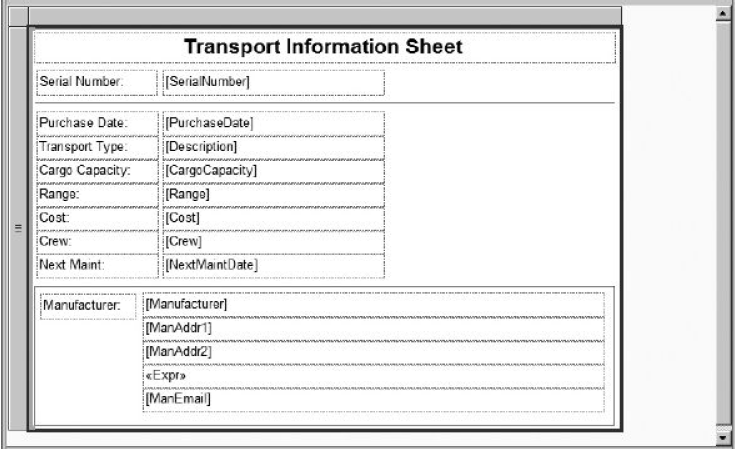 Transport Information Sheet
Serial Number: [SerialNumber]
Purchase Date: [PurchaseDate]
Transport Type: [Description]
Cargo Capacity: [CargoCapacity]
Range: [Range]
Cost: [Cost]
Crew: [Crew]
Next Maint: [NextMaintDate]
Manufacturer: [Manufacturer]
[ManAddr1]
[ManAddr2]
«Expr»
[ManEmail]